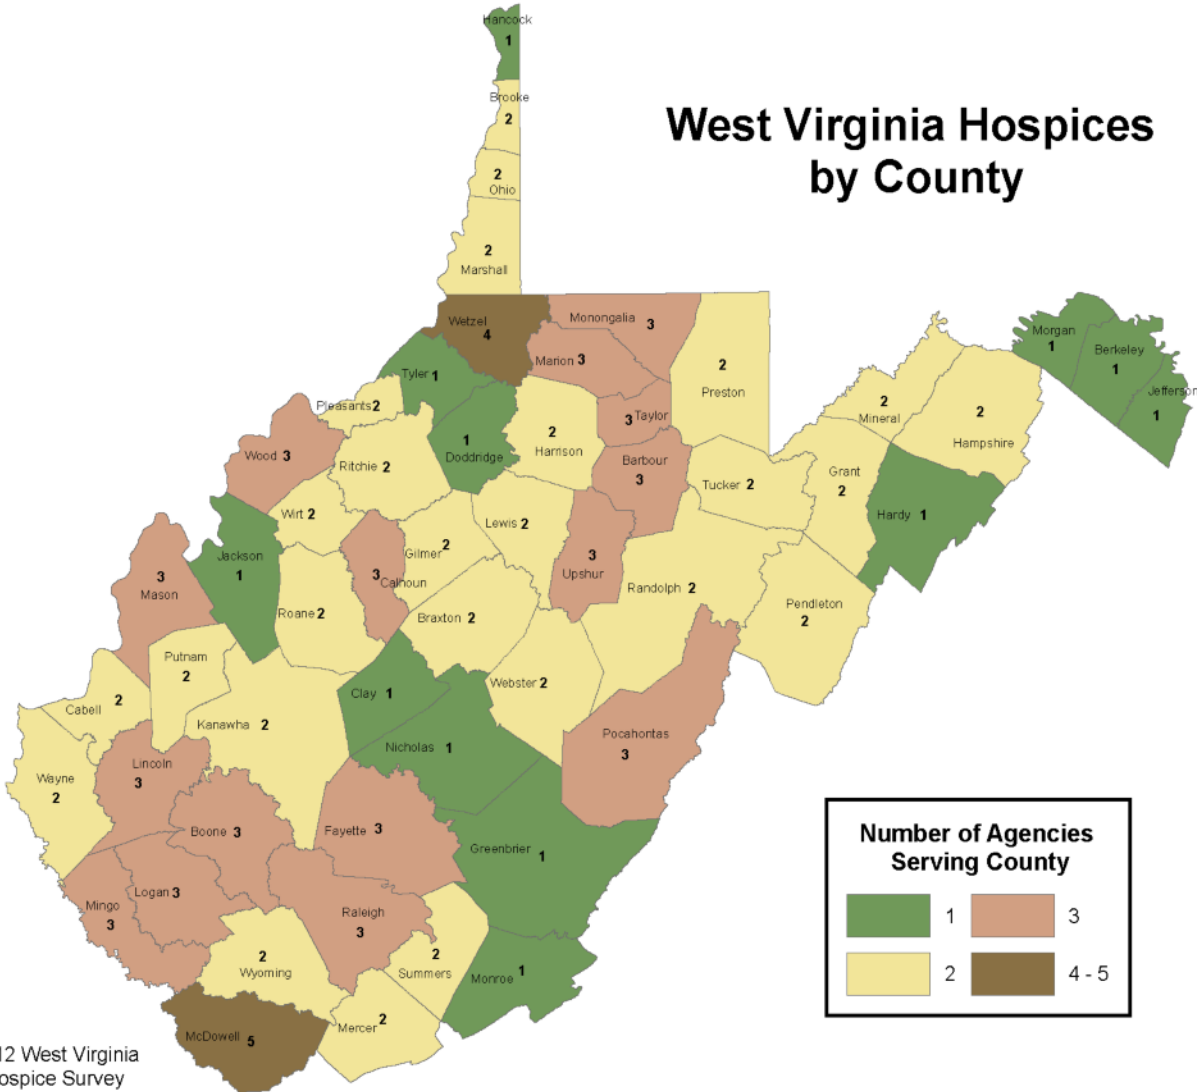 Hancock
1
West Virginia Hospices
by County
Brooke
2
2
Ohio
2
Marshall
Wetzel
4
Monongalia 3
Marion 3
2
Preston
Morgan
1
Berkeley
1
Jefferson
1
Tyler 1
Pleasants 2
2
Mineral
2
Hampshire
3 Taylor
2
Harrison
1
Doddridge
Wood 3
Ritchie 2
Barbour
3
Tucker 2
Grant
2
Hardy 1
Wirt 2
Lewis 2
Gilmer 2
Jackson
1
3
Mason
3
Calhoun
3
Upshur
Randolph 2
Pendleton
2
Roane 2
Braxton 2
Putnam
2
Webster 2
Clay 1
Cabell 2
Kanawha 2
Nicholas 1
Pocahontas
3
Lincoln
3
Wayne
2
Boone 3
Fayette 3
Greenbrier 1
Number of Agencies
Serving County
1 3
2 4 - 5
Logan 3
Mingo
3
Raleigh
3
2
Wyoming
2
Summers
Monroe 1
Mercer 2
McDowell 5
12 West Virginia
ospice Survey